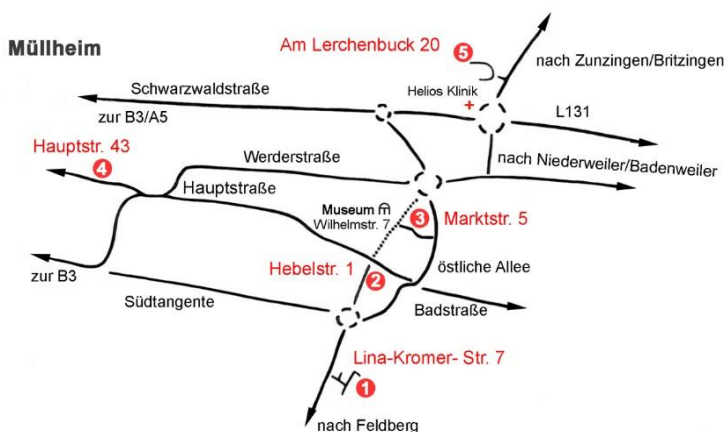 Müllheim
Am Lerchenbuck 20
5
nach Zunzingen/Britzingen
Helios Klinik
Schwarzwaldstraße
L131
zur B3/A5
Hauptstr. 43
4
Werderstraße
nach Niederweiler/Badenweiler
Hauptstraße
Museum
Wilhelmstr. 7
3
Marktstr. 5
zur B3
Hebelstr. 1
2
östliche Allee
Südtangente
Badstraße
Lina-Kromer- Str. 7
1
nach Feldberg